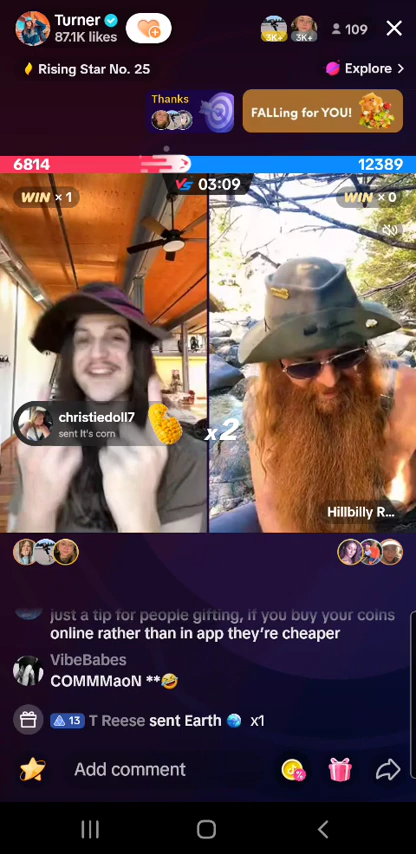 Turner
87.1K likes
3K+
3K+
109
Rising Star No. 25
Explore
Thanks
FALLing for YOU!
6814
12389
WIN × 1
VS 03:09
WIN × 0
christiedoll7
sent It's corn
x2
Hillbilly R...
just a tip for people gifting, if you buy your coins
online rather than in app they're cheaper
VibeBabes
COMMMaoN **🤣
13 T Reese sent Earth 🌏 x1
Add comment